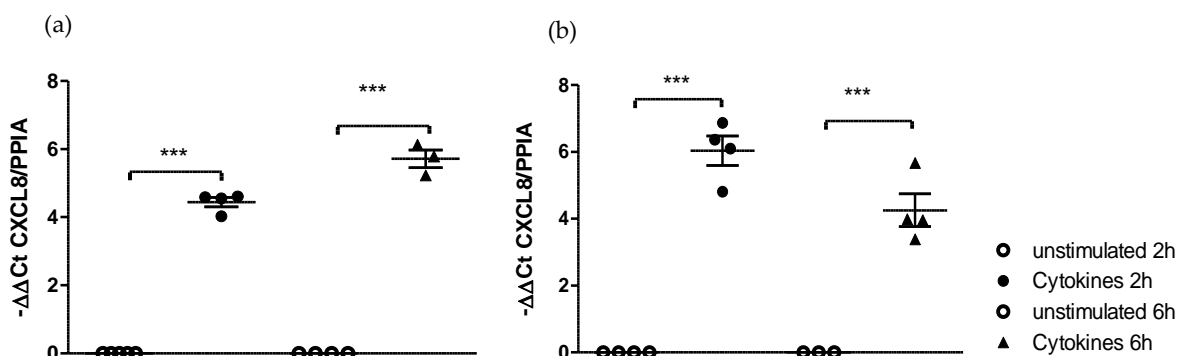 (a)
-ΔΔCt CXCL8/PPIA
8
6
4
2
0
***
***
(b)
-ΔΔCt CXCL8/PPIA
8
6
4
2
0
***
***
unstimulated 2h
Cytokines 2h
unstimulated 6h
Cytokines 6h